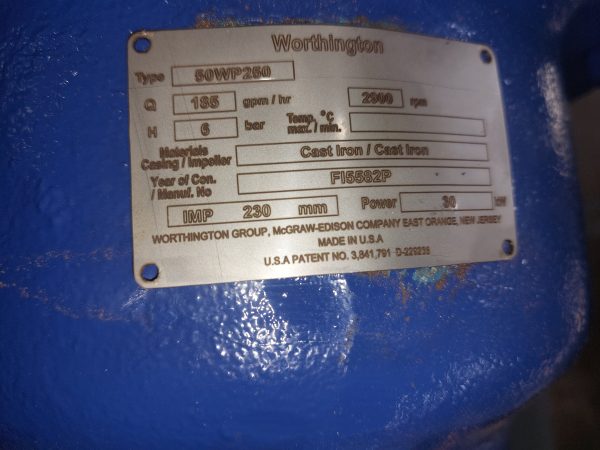 Worthington
Type 50WP250
Q 185 gpm / hr 2900 rpm
H 6 bar Temp. °C max. / min.
Materials Casing / Impeller Cast Iron / Cast Iron
Year of Con. / Manuf. No FI5582P
IMP 230 mm Power 30 kw
WORTHINGTON GROUP, McGRAW-EDISON COMPANY EAST ORANGE, NEW JERSEY
MADE IN U.S.A
U.S.A PATENT NO. 3,841,791 -D-229236